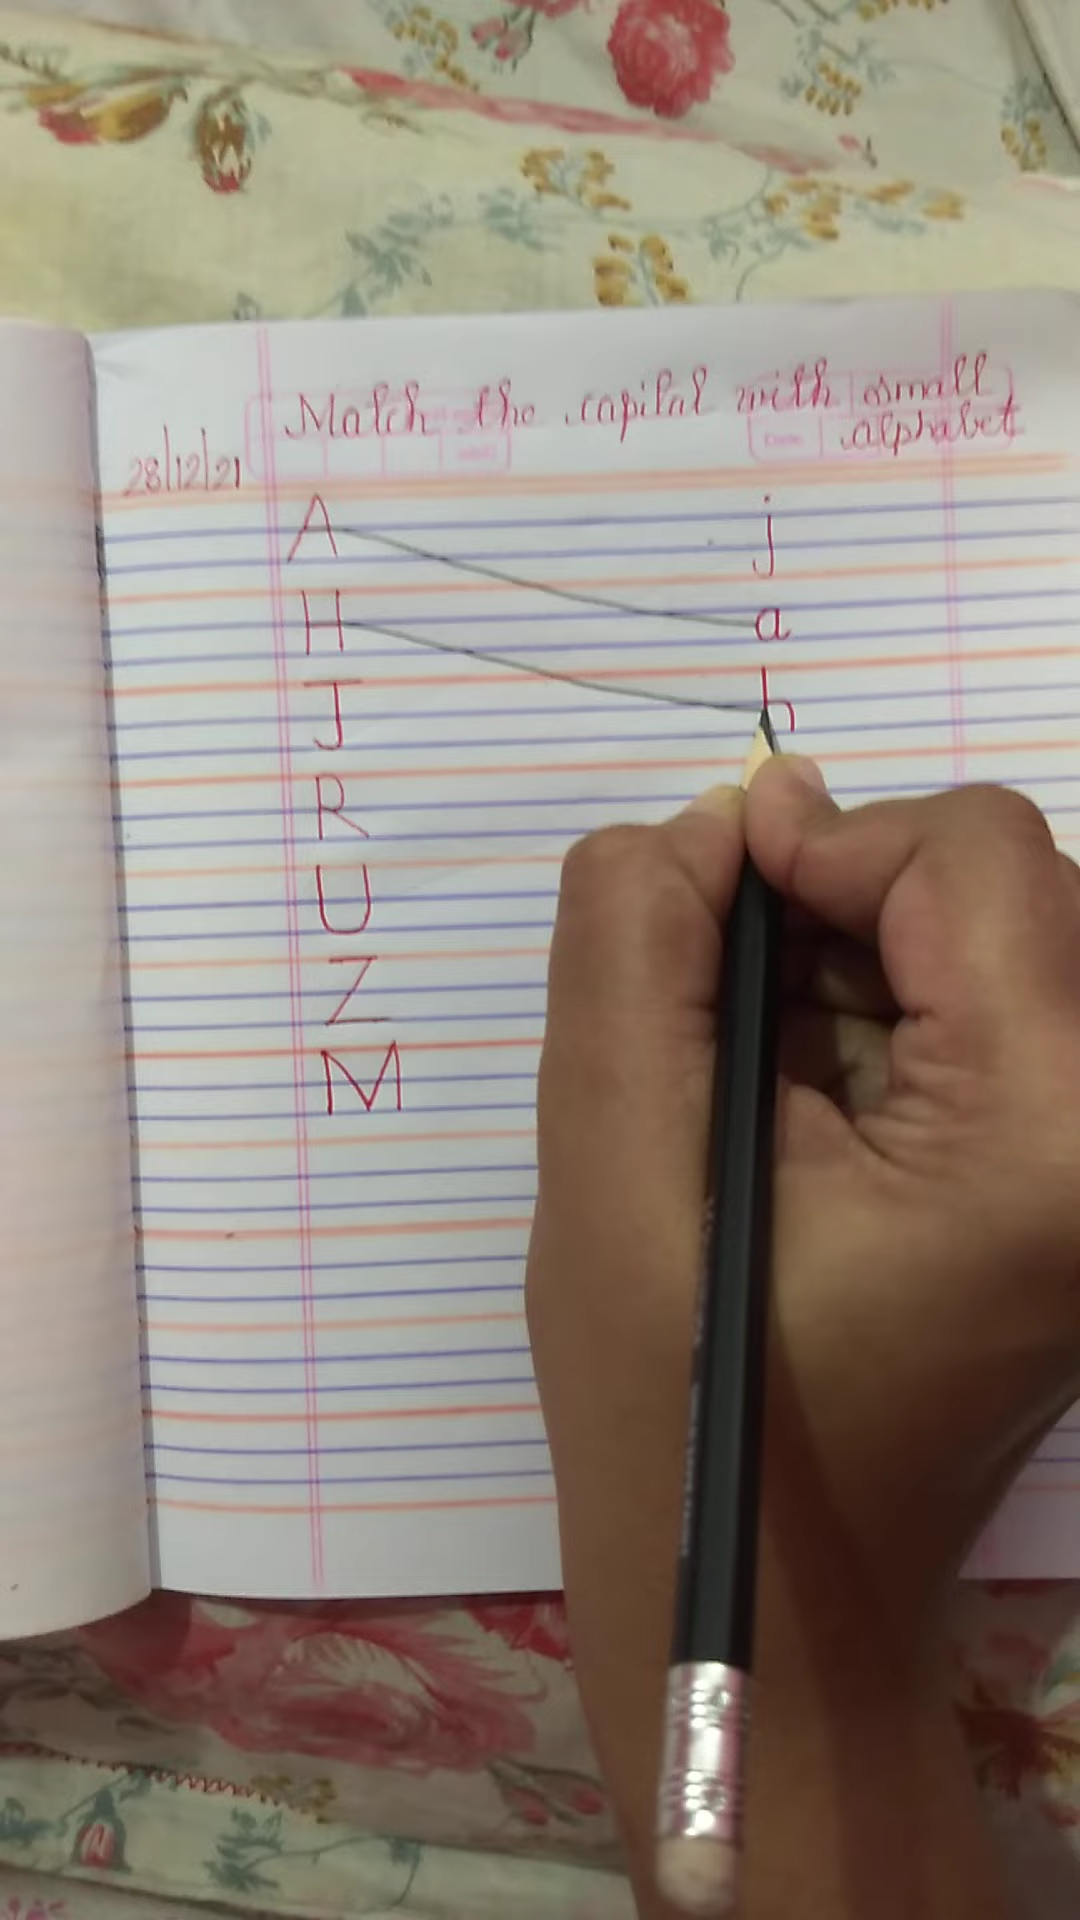 Match the capital with small
alphabet
28/12/21
A j
H a
J h
R
U
Z
M